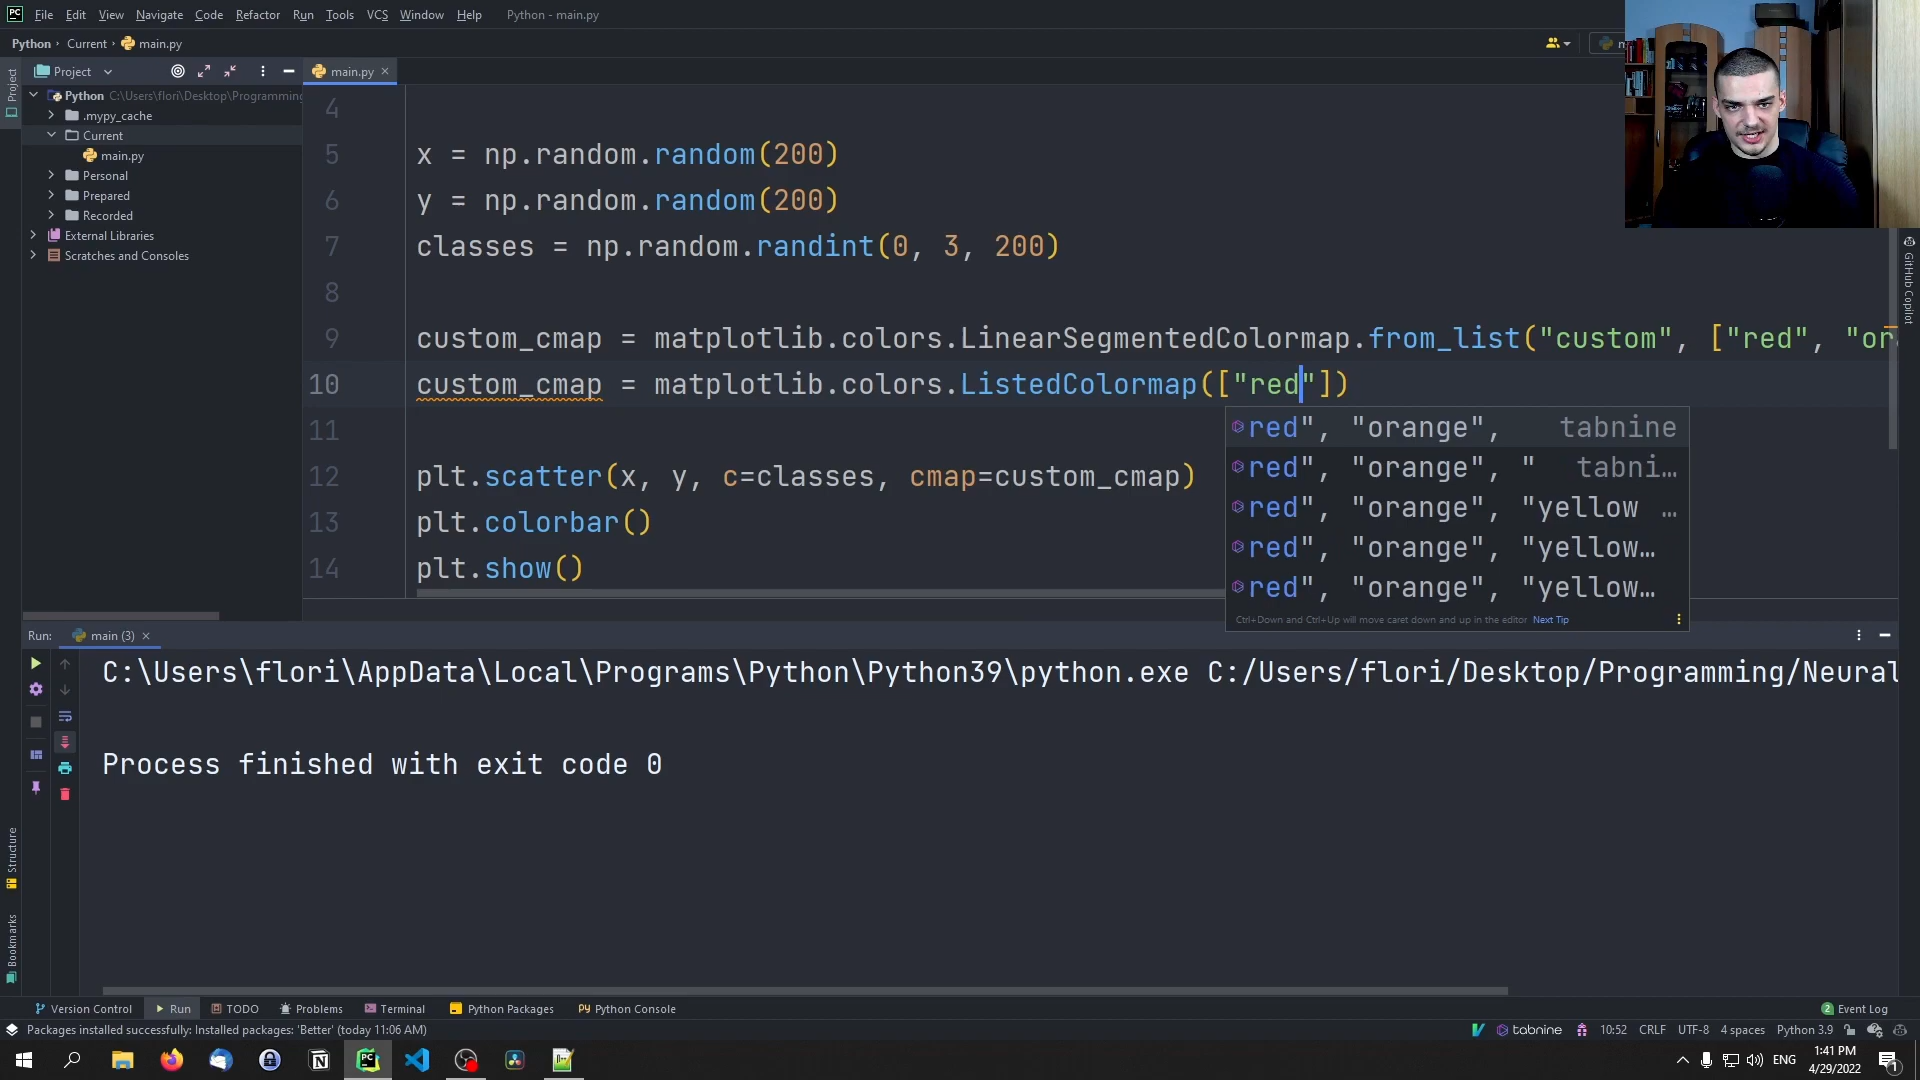 PC File Edit View Navigate Code Refactor Run Tools VCS Window Help Python - main.py
Python Current main.py
Project main.py
Project
Python C:\Users\flori\Desktop\Programming
.mypy_cache
Current
main.py
Personal
Prepared
Recorded
External Libraries
Scratches and Consoles
4
5 x = np.random.random(200)
6 y = np.random.random(200)
7 classes = np.random.randint(0, 3, 200)
8
9 custom_cmap = matplotlib.colors.LinearSegmentedColormap.from_list("custom", ["red", "or
10 custom_cmap = matplotlib.colors.ListedColormap(["red"])
11
12 plt.scatter(x, y, c=classes, cmap=custom_cmap)
13 plt.colorbar()
14 plt.show()
red", "orange", tabnine
red", "orange", " tabni…
red", "orange", "yellow …
red", "orange", "yellow…
red", "orange", "yellow…
Ctrl+Down and Ctrl+Up will move caret down and up in the editor Next Tip
GitHub Copilot
Run: main (3)
C:\Users\flori\AppData\Local\Programs\Python\Python39\python.exe C:/Users/flori/Desktop/Programming/Neural
Process finished with exit code 0
Structure
Bookmarks
Version Control Run TODO Problems Terminal Python Packages Python Console 2 Event Log
Packages installed successfully: Installed packages: 'Better' (today 11:06 AM) tabnine 10:52 CRLF UTF-8 4 spaces Python 3.9
ENG 1:41 PM
4/29/2022 1